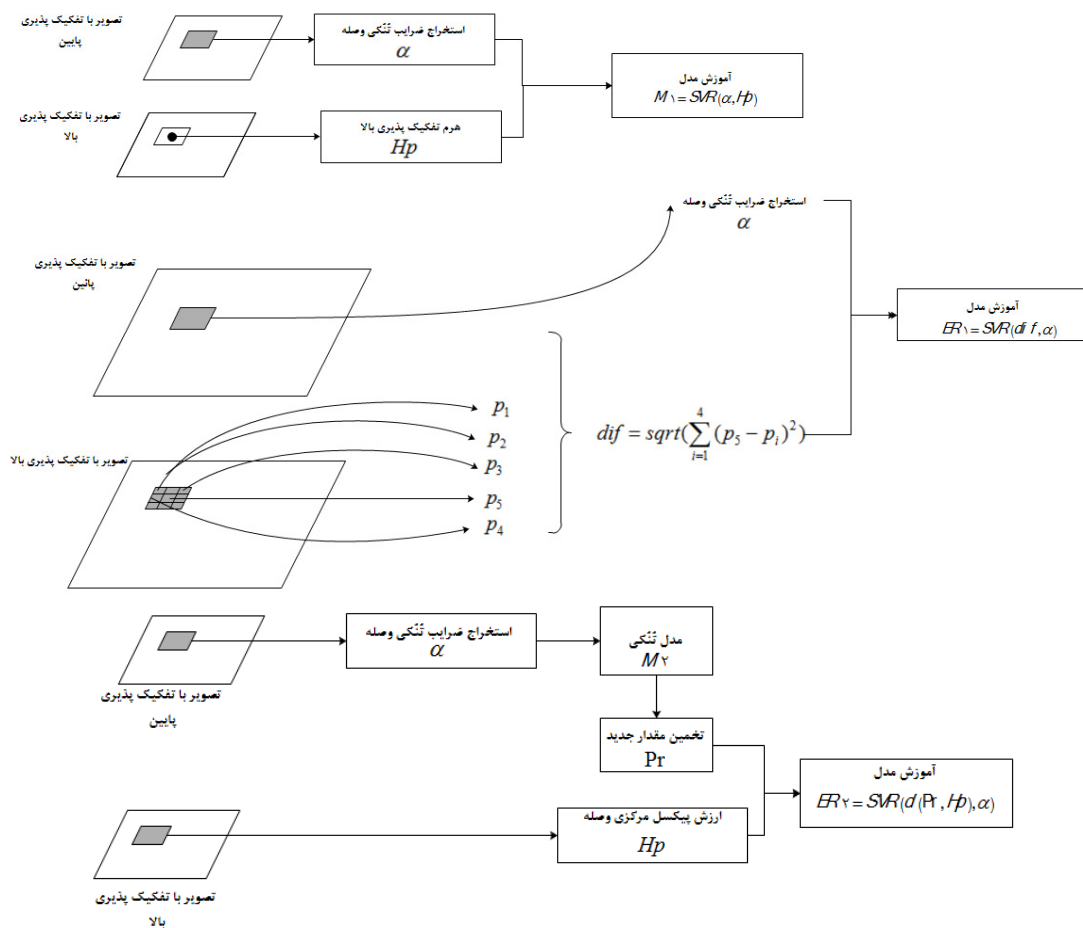 تصویر با تفکیک پذیری
پایین
استخراج ضرایب تُنُکی وصله
α
آموزش مدل
M۱=SVR(α,Hp)
تصویر با تفکیک پذیری
بالا
هرم تفکیک پذیری بالا
Hp
استخراج ضرایب تُنُکی وصله
α
تصویر با تفکیک پذیری
پائین
آموزش مدل
ER۱=SVR(dif,α)
p₁
p₂
p₃
p₅
p₄
dif = sqrt(∑_{i=1}^{4}(p₅ − pᵢ)²)
تصویر با تفکیک پذیری بالا
استخراج ضرایب تُنُکی وصله
α
مدل تُنُکی
M۲
تصویر با تفکیک پذیری
پایین
تخمین مقدار جدید
Pr
آموزش مدل
ER۲=SVR(d(Pr,Hp),α)
ارزش پیکسل مرکزی وصله
Hp
تصویر با تفکیک پذیری
بالا